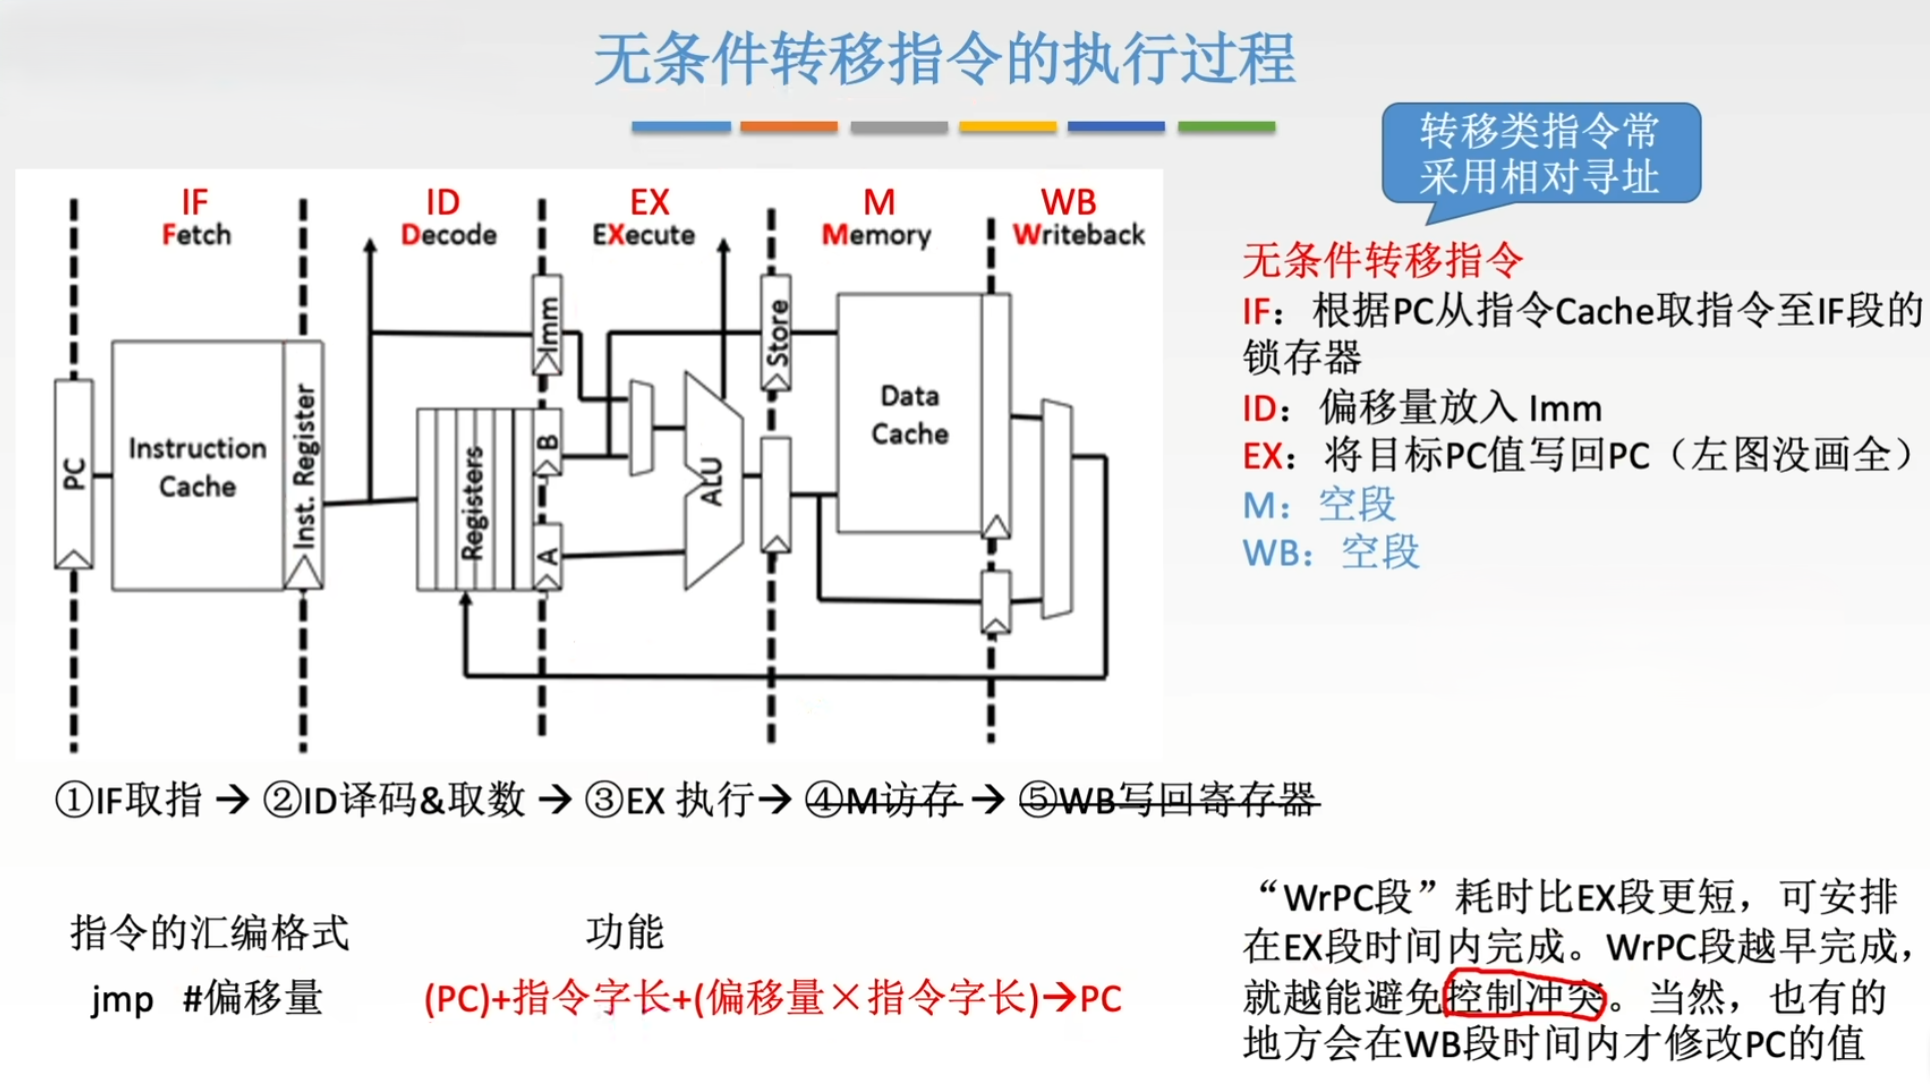 无条件转移指令的执行过程
转移类指令常
采用相对寻址
IF
Fetch
ID
Decode
EX
EXecute
M
Memory
WB
Writeback
PC
Instruction
Cache
Inst. Register
Registers
Imm
B
A
ALU
Store
Data
Cache
无条件转移指令
IF：根据PC从指令Cache取指令至IF段的
锁存器
ID：偏移量放入 Imm
EX：将目标PC值写回PC（左图没画全）
M：空段
WB：空段
①IF取指 → ②ID译码&取数 → ③EX 执行→ ④M访存 → ⑤WB写回寄存器
指令的汇编格式 功能
jmp #偏移量 (PC)+指令字长+(偏移量×指令字长)→PC
“WrPC段”耗时比EX段更短，可安排
在EX段时间内完成。WrPC段越早完成，
就越能避免控制冲突。当然，也有的
地方会在WB段时间内才修改PC的值